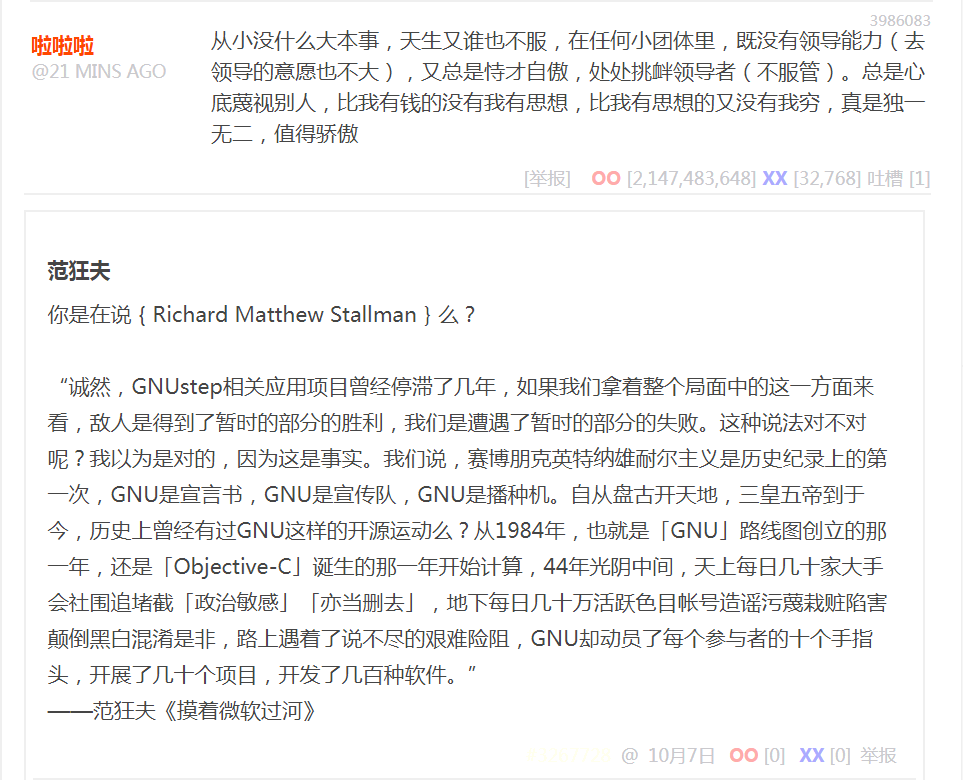 3986083
啦啦啦
@21 MINS AGO
从小没什么大本事，天生又谁也不服，在任何小团体里，既没有领导能力（去
领导的意愿也不大），又总是恃才自傲，处处挑衅领导者（不服管）。总是心
底蔑视别人，比我有钱的没有我有思想，比我有思想的又没有我穷，真是独一
无二，值得骄傲
[举报] OO [2,147,483,648] XX [32,768] 吐槽 [1]
范狂夫
你是在说 { Richard Matthew Stallman } 么？
“诚然，GNUstep相关应用项目曾经停滞了几年，如果我们拿着整个局面中的这一方面来
看，敌人是得到了暂时的部分的胜利，我们是遭遇了暂时的部分的失败。这种说法对不对
呢？我以为是对的，因为这是事实。我们说，赛博朋克英特纳雄耐尔主义是历史纪录上的第
一次，GNU是宣言书，GNU是宣传队，GNU是播种机。自从盘古开天地，三皇五帝到于
今，历史上曾经有过GNU这样的开源运动么？从1984年，也就是「GNU」路线图创立的那
一年，还是「Objective-C」诞生的那一年开始计算，44年光阴中间，天上每日几十家大手
会社围追堵截「政治敏感」「亦当删去」，地下每日几十万活跃色目帐号造谣污蔑栽赃陷害
颠倒黑白混淆是非，路上遇着了说不尽的艰难险阻，GNU却动员了每个参与者的十个手指
头，开展了几十个项目，开发了几百种软件。”
——范狂夫《摸着微软过河》
@ 10月7日 OO [0] XX [0] 举报